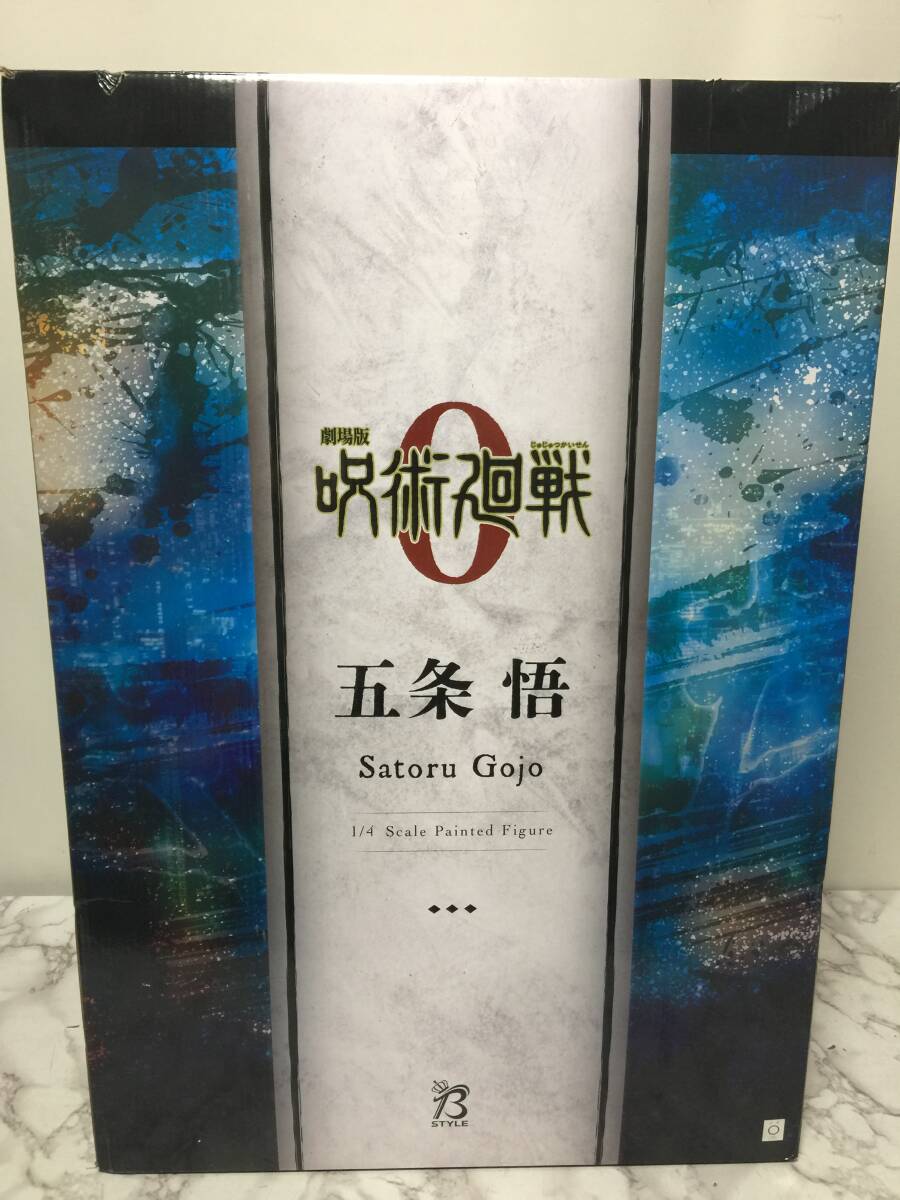 劇場版
じゅじゅつかいせん
呪術廻戦
0
五条 悟
Satoru Gojo
1/4 Scale Painted Figure
B
STYLE